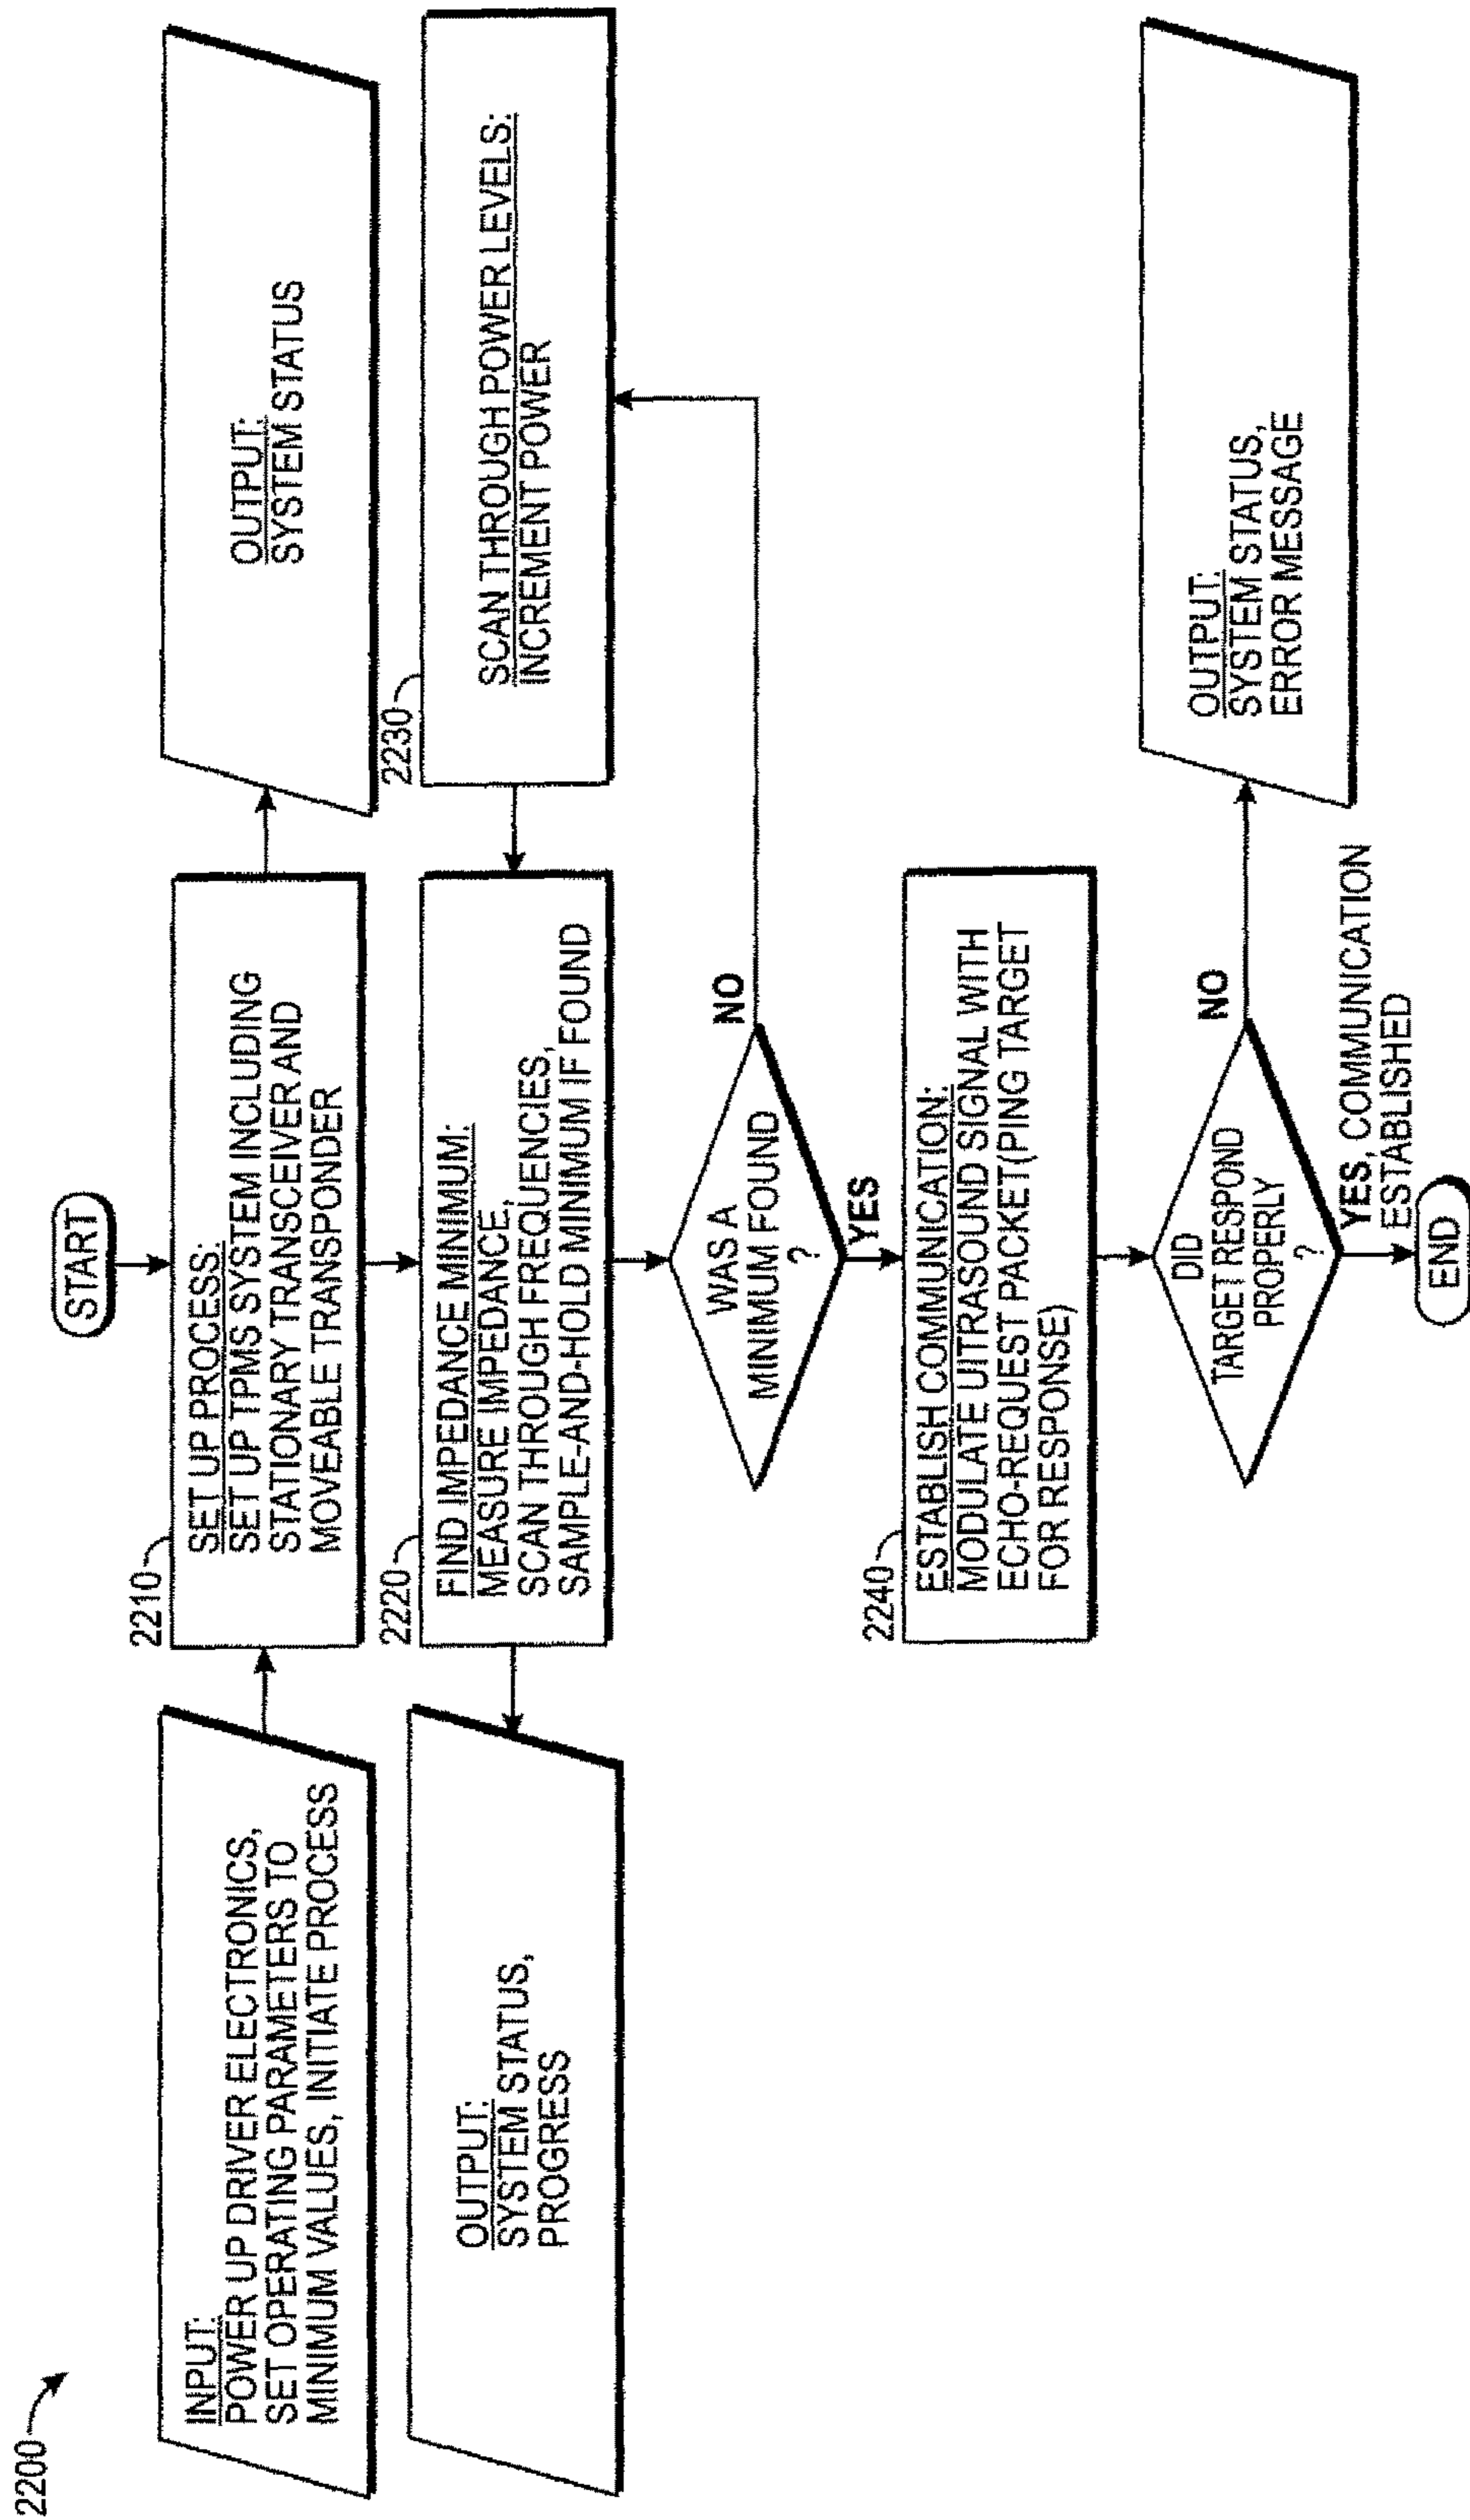 2200
START
INPUT:
POWER UP DRIVER ELECTRONICS,
SET OPERATING PARAMETERS TO
MINIMUM VALUES, INITIATE PROCESS
2210
SET UP PROCESS:
SET UP TPMS SYSTEM INCLUDING
STATIONARY TRANSCEIVER AND
MOVEABLE TRANSPONDER
OUTPUT:
SYSTEM STATUS
OUTPUT:
SYSTEM STATUS,
PROGRESS
2220
FIND IMPEDANCE MINIMUM:
MEASURE IMPEDANCE,
SCAN THROUGH FREQUENCIES,
SAMPLE-AND-HOLD MINIMUM IF FOUND
2230
SCAN THROUGH POWER LEVELS:
INCREMENT POWER
WAS A
MINIMUM FOUND
?
NO
YES
2240
ESTABLISH COMMUNICATION:
MODULATE UITRASOUND SIGNAL WITH
ECHO-REQUEST PACKET(PING TARGET
FOR RESPONSE)
DID
TARGET RESPOND
PROPERLY
?
NO
OUTPUT:
SYSTEM STATUS,
ERROR MESSAGE
YES, COMMUNICATION
ESTABLISHED
END